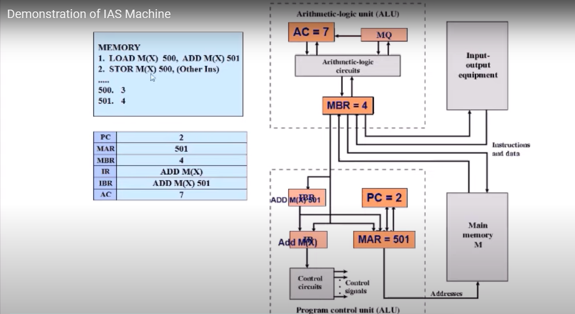 Demonstration of IAS Machine
MEMORY
1. LOAD M(X) 500, ADD M(X) 501
2. STOR M(X) 500, (Other Ins)
.....
500. 3
501. 4
PC 2
MAR 501
MBR 4
IR ADD M(X)
IBR ADD M(X) 501
AC 7
Arithmetic-logic unit (ALU)
AC = 7
MQ
Arithmetic-logic
circuits
MBR = 4
Input-
output
equipment
Instructions
and data
ADD M(X) 501
PC = 2
Add M(X)
MAR = 501
Main
memory
M
Control
circuits
Control
signals
Addresses
Program control unit (ALU)